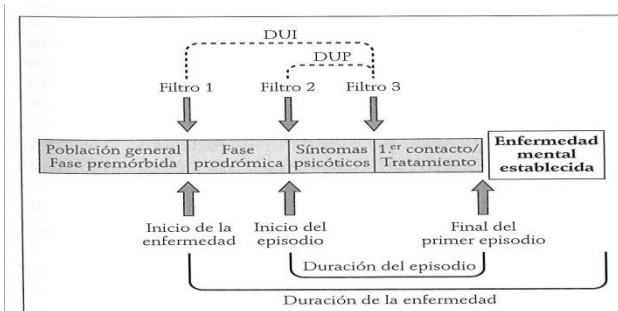 DUI
DUP
Filtro 1 Filtro 2 Filtro 3
Población general Fase Síntomas 1.er contacto/ Enfermedad
Fase premórbida prodrómica psicóticos Tratamiento mental
establecida
Inicio de la Inicio del Final del
enfermedad episodio primer episodio
Duración del episodio
Duración de la enfermedad